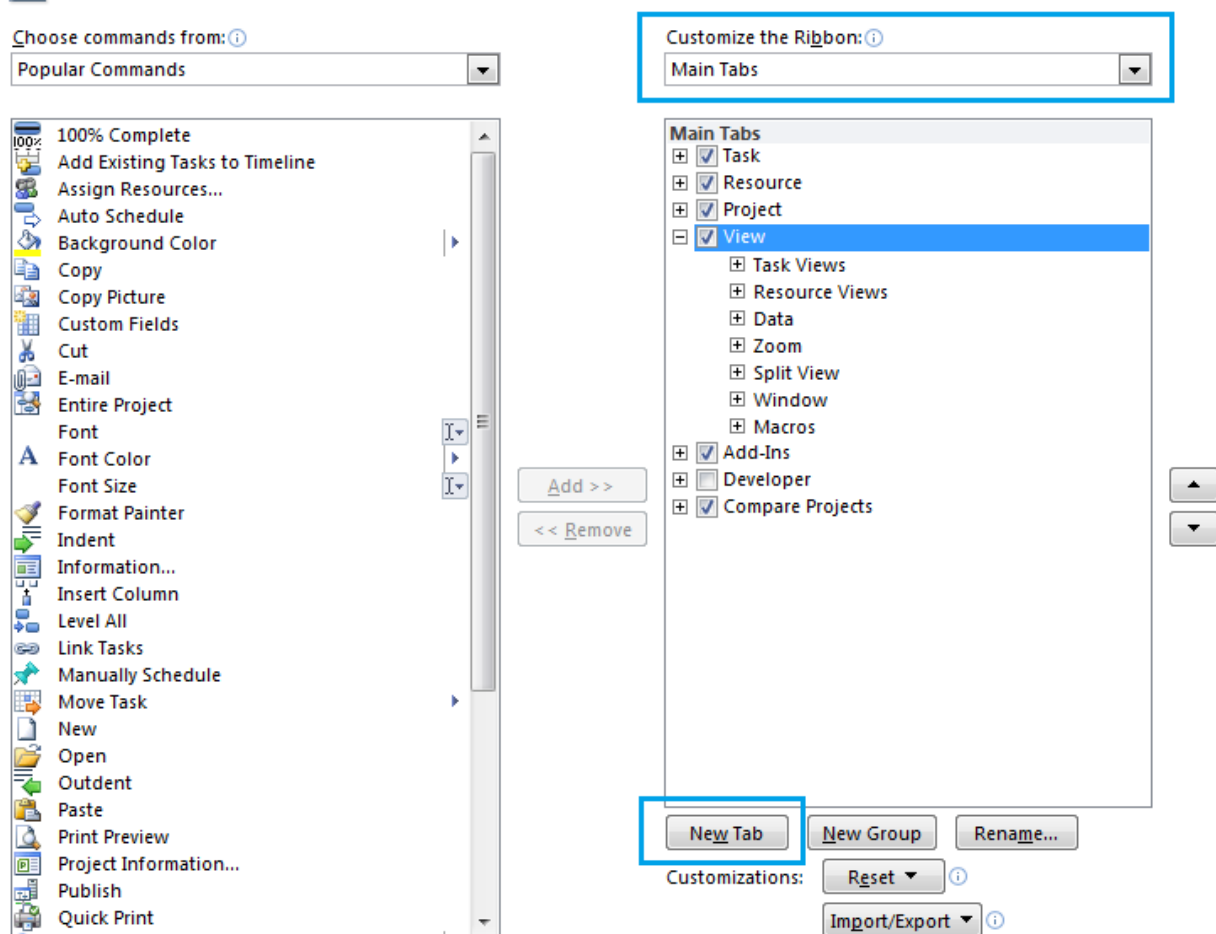 Choose commands from:
Popular Commands
100% Complete
Add Existing Tasks to Timeline
Assign Resources...
Auto Schedule
Background Color
Copy
Copy Picture
Custom Fields
Cut
E-mail
Entire Project
Font
A Font Color
Font Size
Format Painter
Indent
Information...
Insert Column
Level All
Link Tasks
Manually Schedule
Move Task
New
Open
Outdent
Paste
Print Preview
Project Information...
Publish
Quick Print
Add >>
<< Remove
Customize the Ribbon:
Main Tabs
Main Tabs
Task
Resource
Project
View
Task Views
Resource Views
Data
Zoom
Split View
Window
Macros
Add-Ins
Developer
Compare Projects
New Tab New Group Rename...
Customizations: Reset
Import/Export